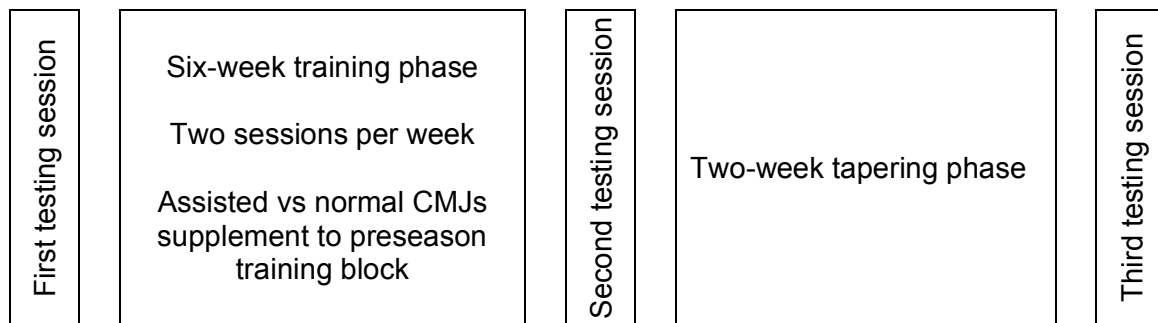 First testing session
Six-week training phase
Two sessions per week
Assisted vs normal CMJs
supplement to preseason
training block
Second testing session
Two-week tapering phase
Third testing session